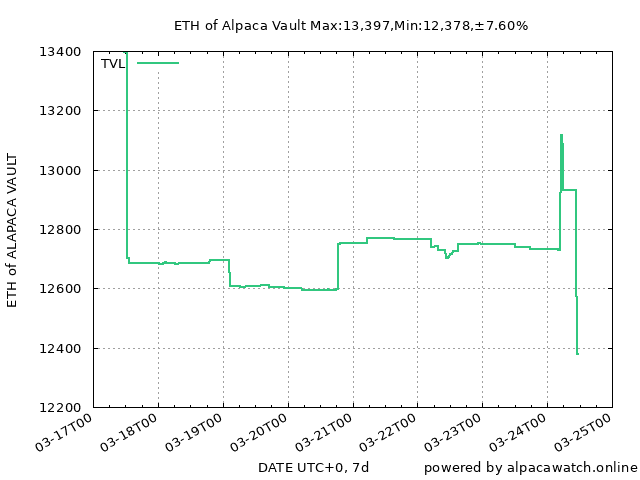 ETH of Alpaca Vault Max:13,397,Min:12,378,±7.60%
13400
TVL
13200
13000
12800
12600
12400
12200
ETH of ALAPACA VAULT
03-17T00
03-18T00
03-19T00
03-20T00
03-21T00
03-22T00
03-23T00
03-24T00
03-25T00
DATE UTC+0, 7d
powered by alpacawatch.online